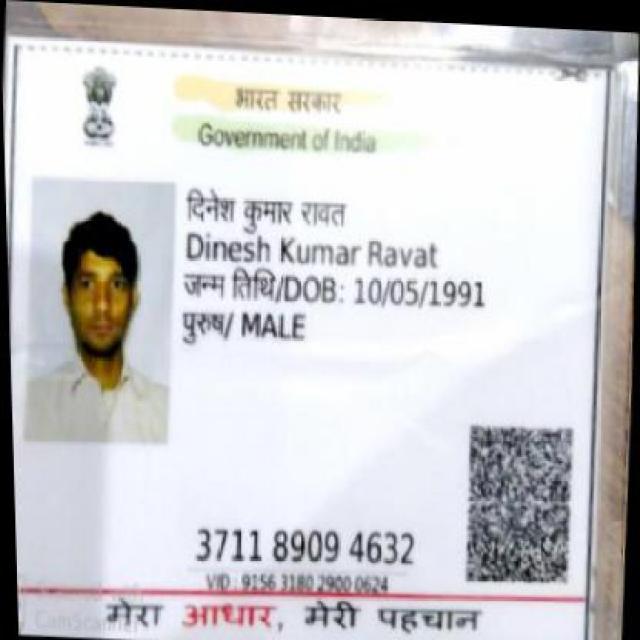 भारत सरकार
Government of India
दिनेश कुमार रावत
Dinesh Kumar Ravat
जन्म तिथि/DOB: 10/05/1991
पुरुष/ MALE
3711 8909 4632
VID : 9156 3180 2900 0624
मेरा आधार, मेरी पहचान
CamScanner